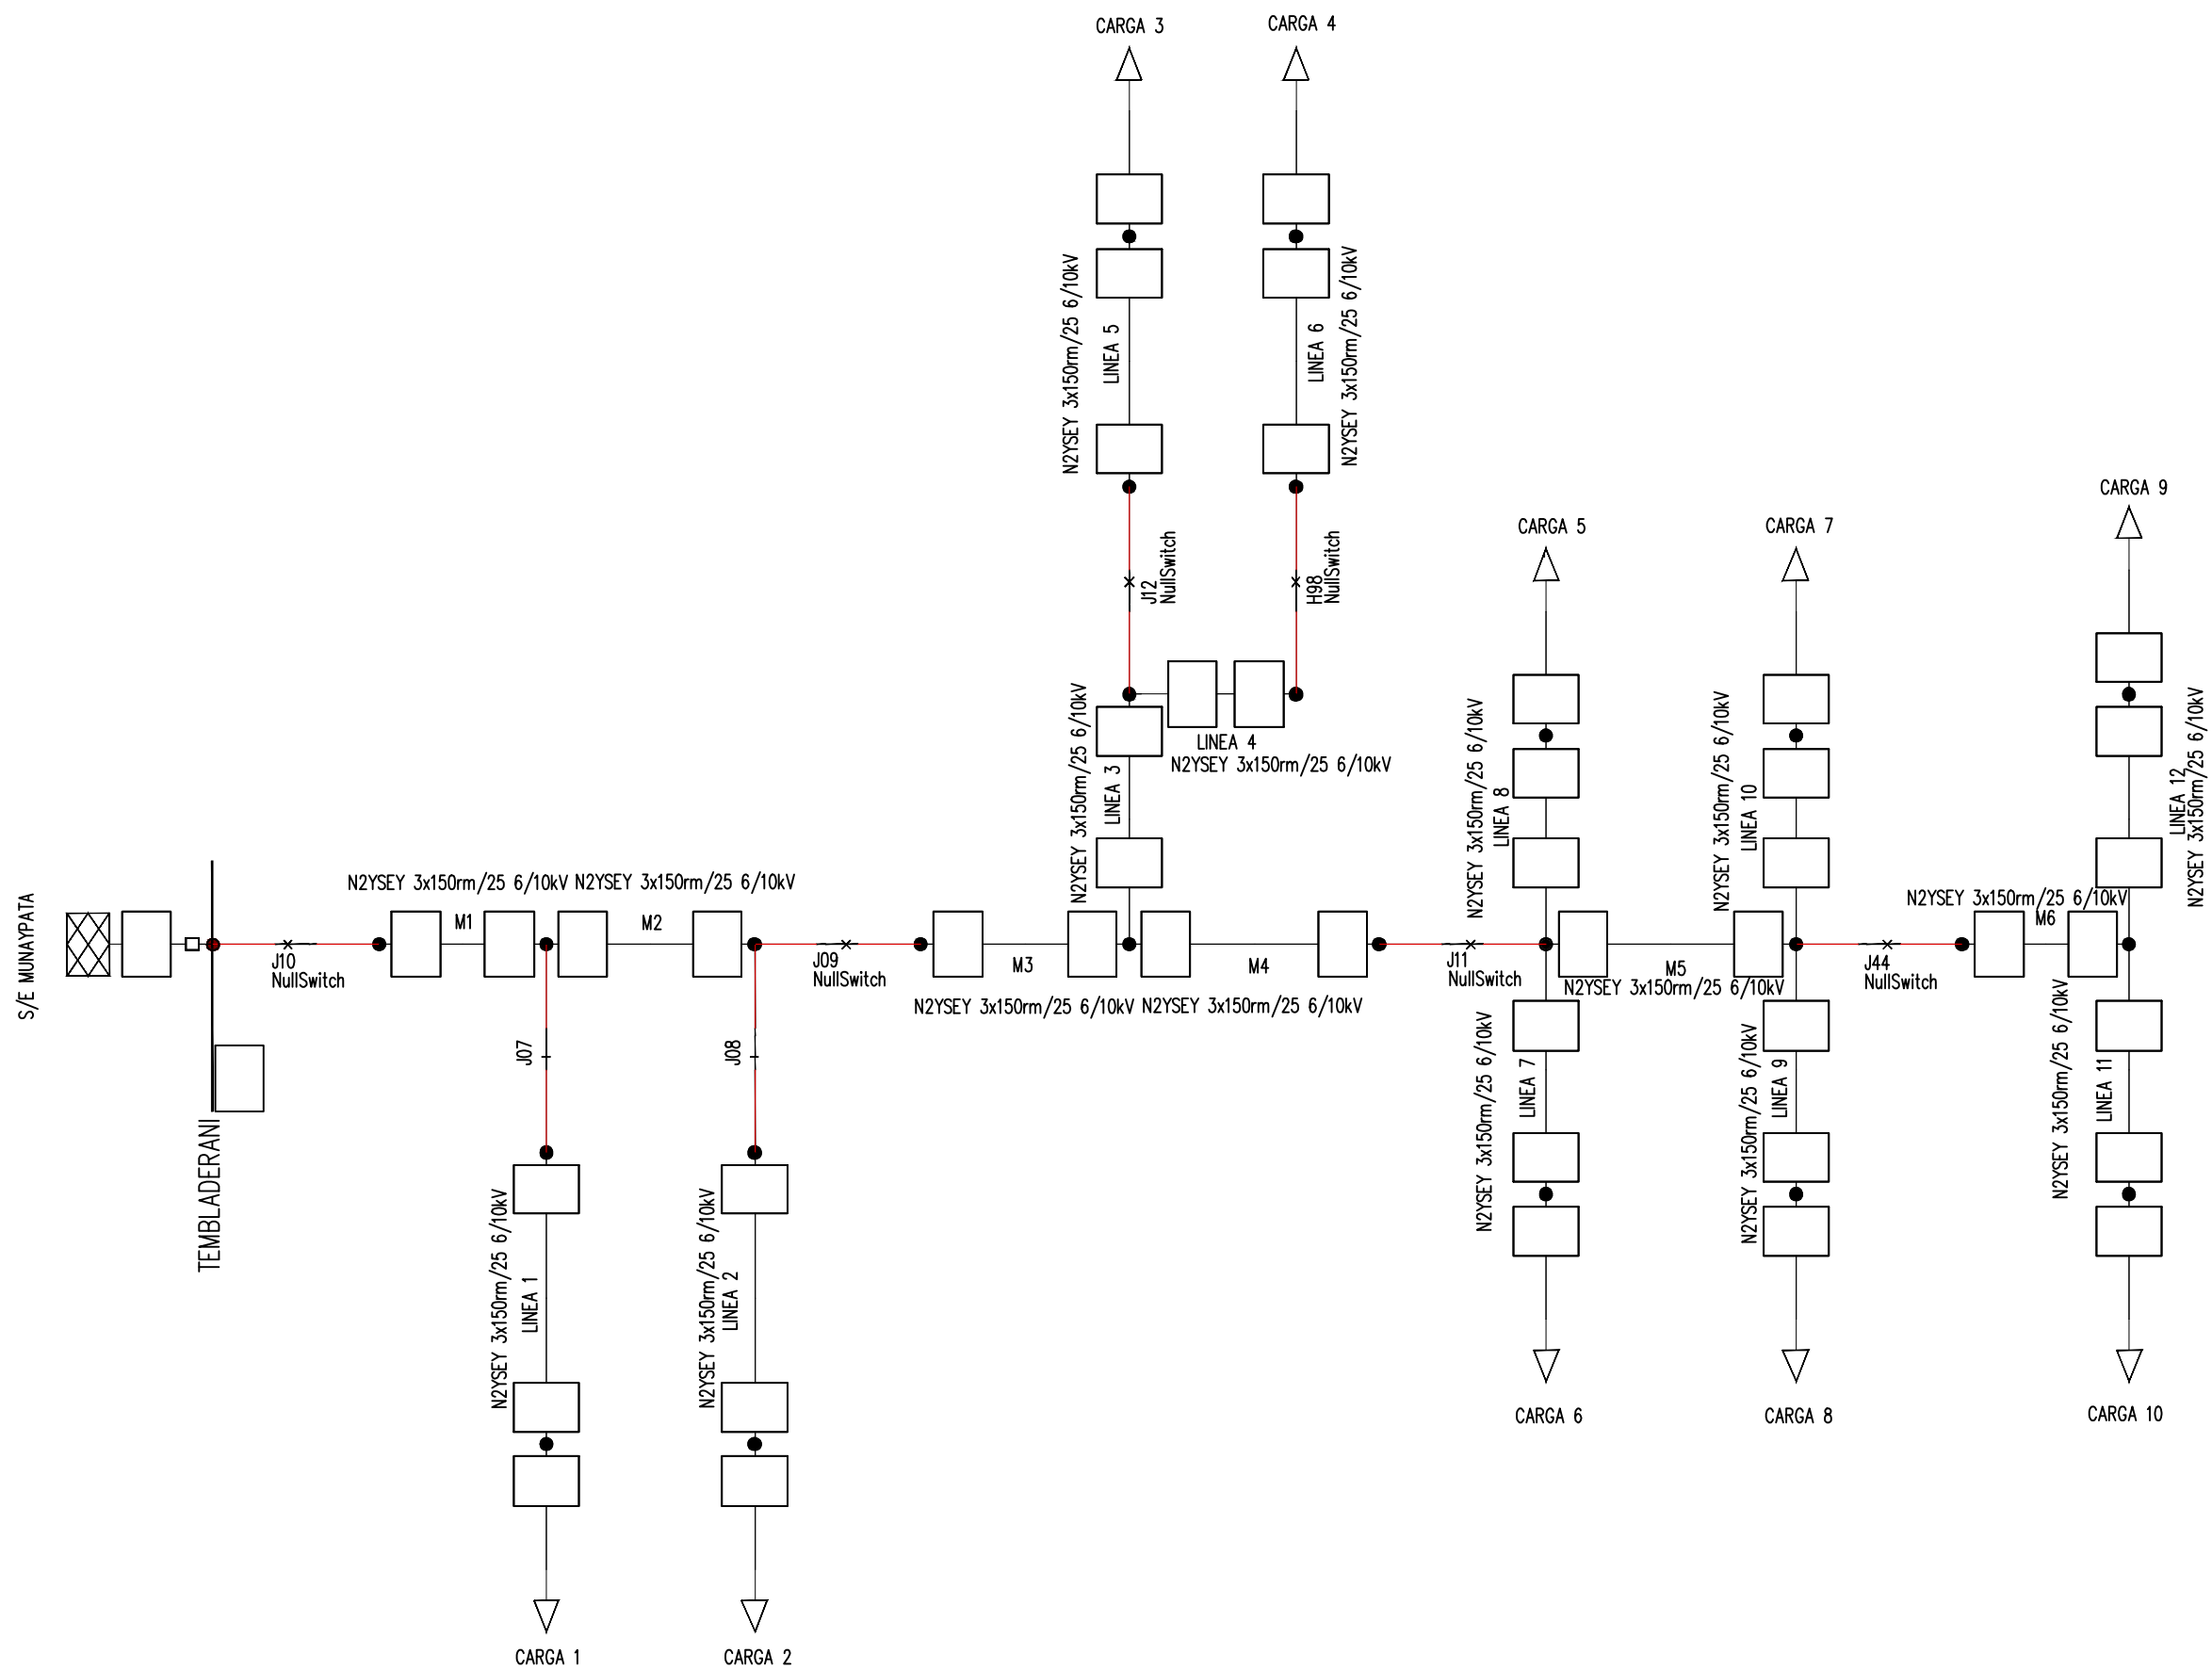 CARGA 3
CARGA 4
N2YSEY 3x150rm/25 6/10kV
LINEA 5
LINEA 6
N2YSEY 3x150rm/25 6/10kV
CARGA 9
CARGA 5
CARGA 7
J12
NullSwitch
H98
NullSwitch
N2YSEY 3x150rm/25 6/10kV
LINEA 3
LINEA 4
N2YSEY 3x150rm/25 6/10kV
N2YSEY 3x150rm/25 6/10kV
LINEA 8
N2YSEY 3x150rm/25 6/10kV
LINEA 10
LINEA 12
N2YSEY 3x150rm/25 6/10kV
S/E MUNAYPATA
N2YSEY 3x150rm/25 6/10kV
N2YSEY 3x150rm/25 6/10kV
M1
M2
N2YSEY 3x150rm/25 6/10kV
M6
J10
NullSwitch
J09
NullSwitch
M3
M4
J11
NullSwitch
M5
N2YSEY 3x150rm/25 6/10kV
J44
NullSwitch
N2YSEY 3x150rm/25 6/10kV
N2YSEY 3x150rm/25 6/10kV
J07
J08
N2YSEY 3x150rm/25 6/10kV
LINEA 7
N2YSEY 3x150rm/25 6/10kV
LINEA 9
N2YSEY 3x150rm/25 6/10kV
LINEA 11
TEMBLADERANI
N2YSEY 3x150rm/25 6/10kV
LINEA 1
N2YSEY 3x150rm/25 6/10kV
LINEA 2
CARGA 6
CARGA 8
CARGA 10
CARGA 1
CARGA 2